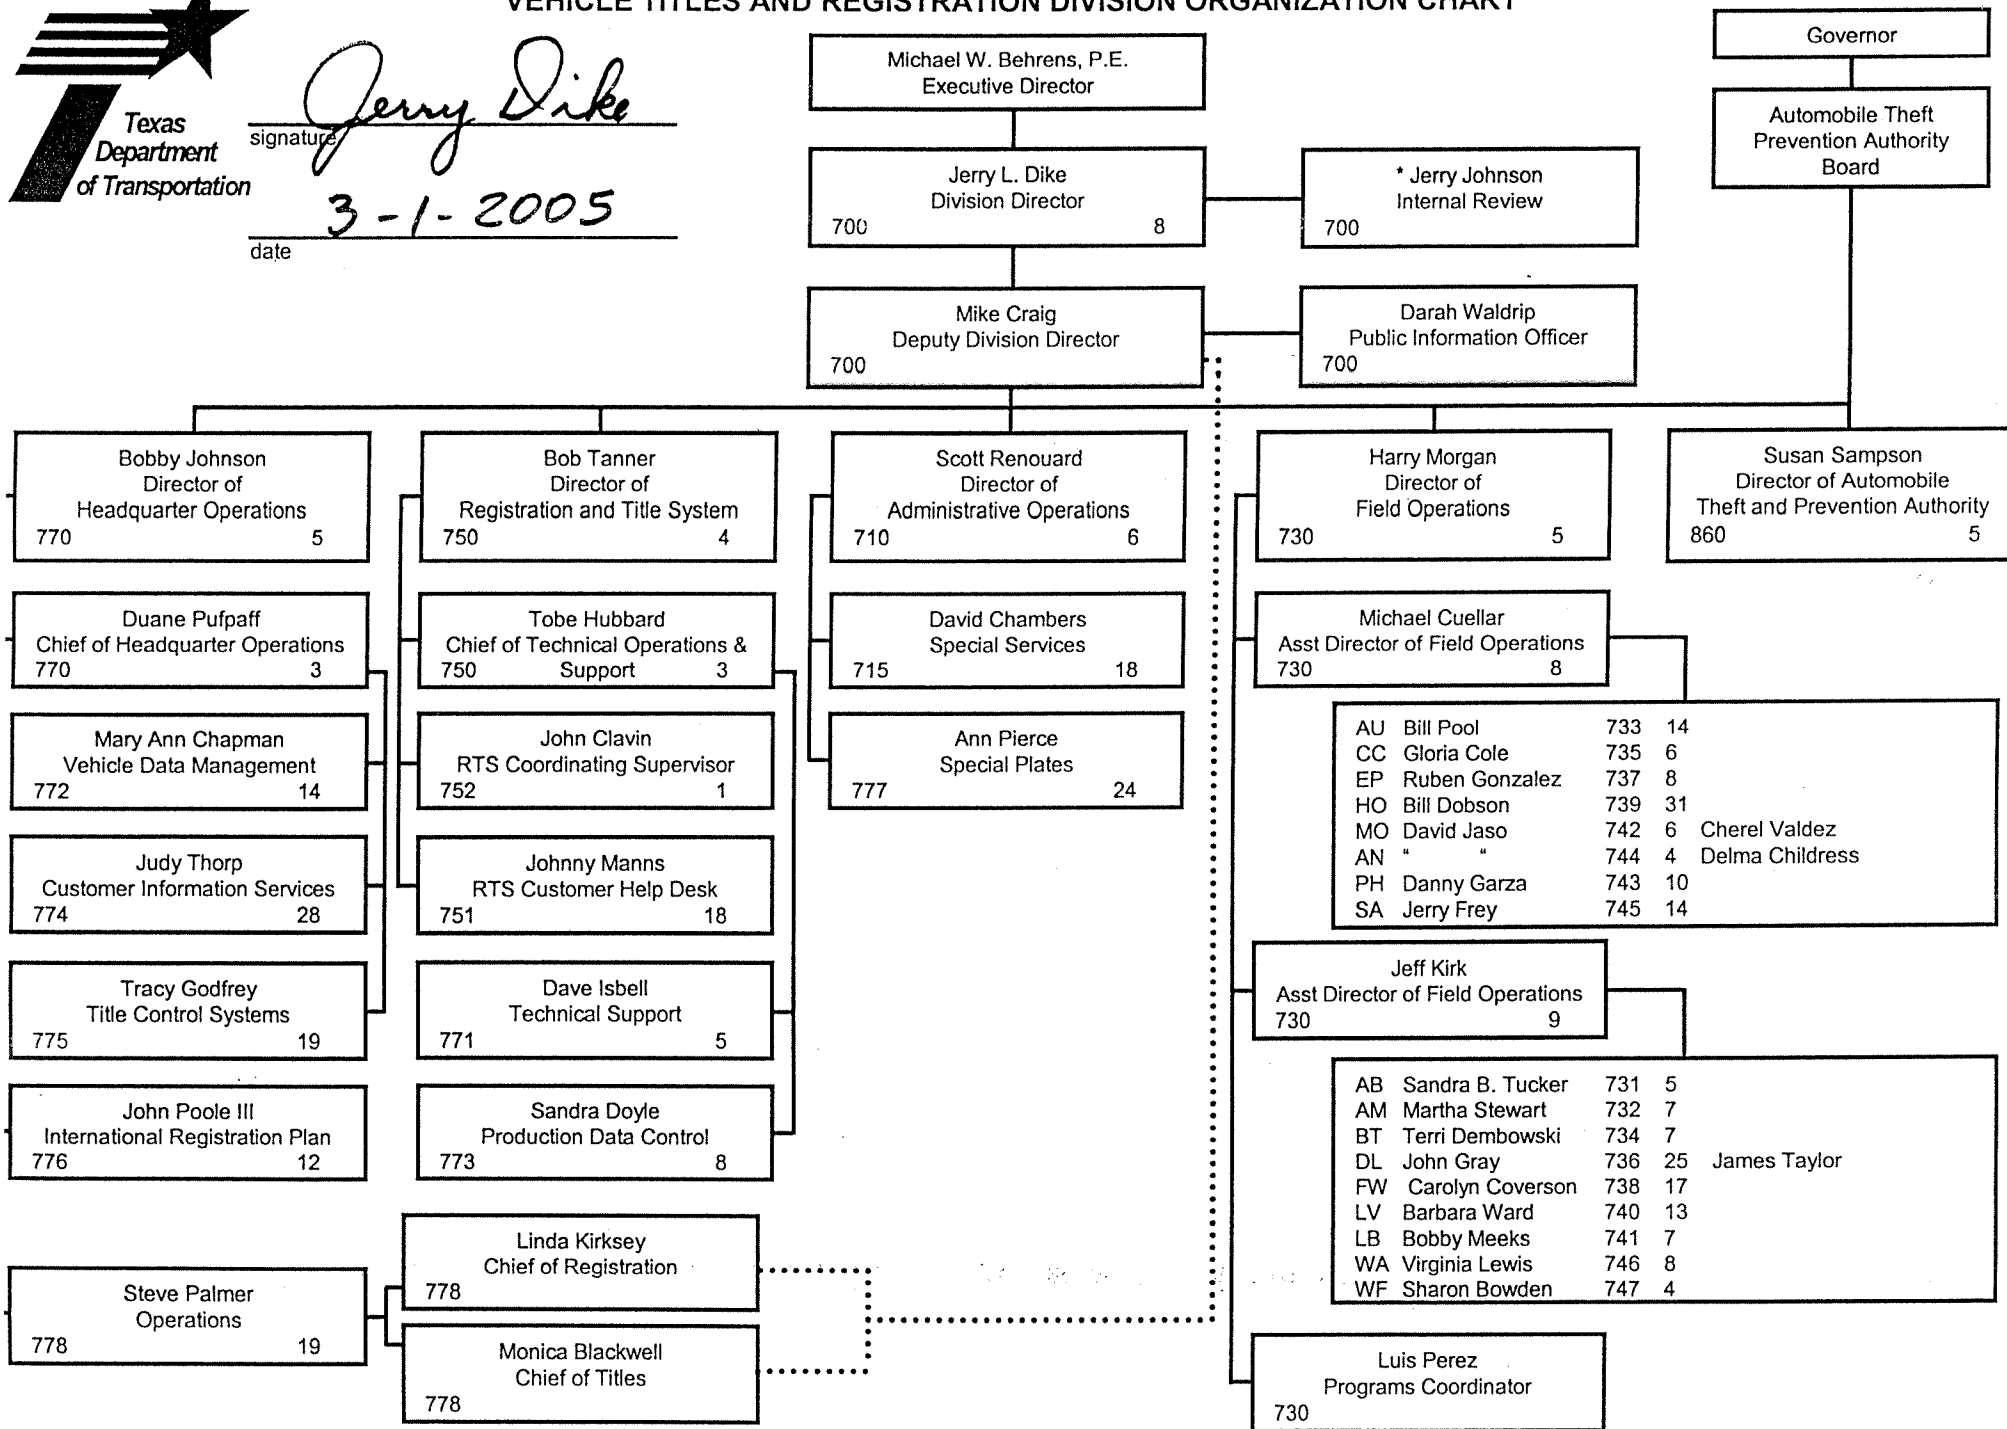 VEHICLE TITLES AND REGISTRATION DIVISION ORGANIZATION CHART
Texas
Department
of Transportation
Jerry Dike
signature
3-1-2005
date
Michael W. Behrens, P.E.
Executive Director
Governor
Automobile Theft
Prevention Authority
Board
Jerry L. Dike
Division Director
700 8
* Jerry Johnson
Internal Review
700
Mike Craig
Deputy Division Director
700
Darah Waldrip
Public Information Officer
700
Bobby Johnson
Director of
Headquarter Operations
770 5
Bob Tanner
Director of
Registration and Title System
750 4
Scott Renouard
Director of
Administrative Operations
710 6
Harry Morgan
Director of
Field Operations
730 5
Susan Sampson
Director of Automobile
Theft and Prevention Authority
860 5
Duane Pufpaff
Chief of Headquarter Operations
770 3
Tobe Hubbard
Chief of Technical Operations &
750 Support 3
David Chambers
Special Services
715 18
Michael Cuellar
Asst Director of Field Operations
730 8
Mary Ann Chapman
Vehicle Data Management
772 14
John Clavin
RTS Coordinating Supervisor
752 1
Ann Pierce
Special Plates
777 24
AU Bill Pool 733 14
CC Gloria Cole 735 6
EP Ruben Gonzalez 737 8
HO Bill Dobson 739 31
MO David Jaso 742 6 Cherel Valdez
AN “ “ 744 4 Delma Childress
PH Danny Garza 743 10
SA Jerry Frey 745 14
Judy Thorp
Customer Information Services
774 28
Johnny Manns
RTS Customer Help Desk
751 18
Jeff Kirk
Asst Director of Field Operations
730 9
Tracy Godfrey
Title Control Systems
775 19
Dave Isbell
Technical Support
771 5
AB Sandra B. Tucker 731 5
AM Martha Stewart 732 7
BT Terri Dembowski 734 7
DL John Gray 736 25 James Taylor
FW Carolyn Coverson 738 17
LV Barbara Ward 740 13
LB Bobby Meeks 741 7
WA Virginia Lewis 746 8
WF Sharon Bowden 747 4
John Poole III
International Registration Plan
776 12
Sandra Doyle
Production Data Control
773 8
Linda Kirksey
Chief of Registration
778
Steve Palmer
Operations
778 19
Monica Blackwell
Chief of Titles
778
Luis Perez
Programs Coordinator
730